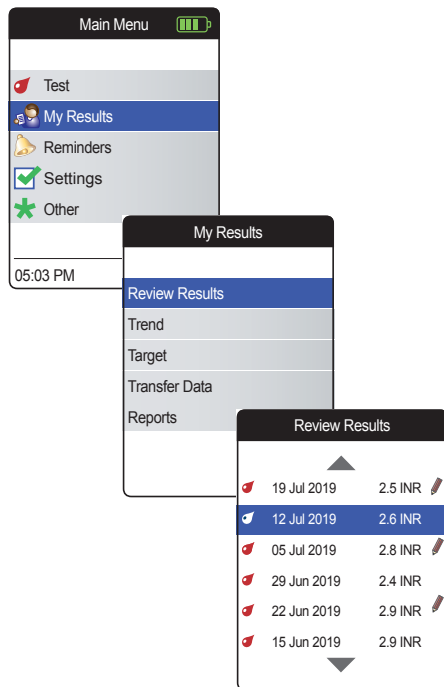 Main Menu
Test
My Results
Reminders
Settings
Other
05:03 PM
My Results
Review Results
Trend
Target
Transfer Data
Reports
Review Results
19 Jul 2019 2.5 INR
12 Jul 2019 2.6 INR
05 Jul 2019 2.8 INR
29 Jun 2019 2.4 INR
22 Jun 2019 2.9 INR
15 Jun 2019 2.9 INR